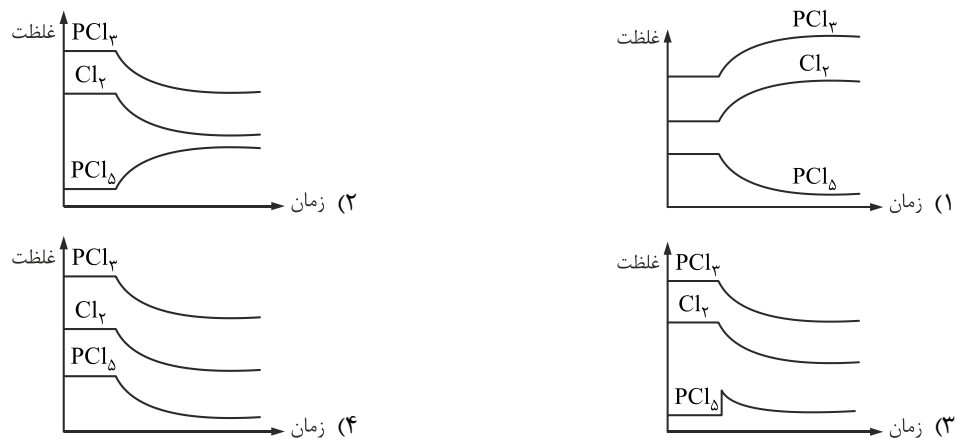 غلظت
PCl۳
Cl۲
PCl۵
زمان
(۱
غلظت
PCl۳
Cl۲
PCl۵
زمان
(۲
غلظت
PCl۳
Cl۲
PCl۵
زمان
(۳
غلظت
PCl۳
Cl۲
PCl۵
زمان
(۴